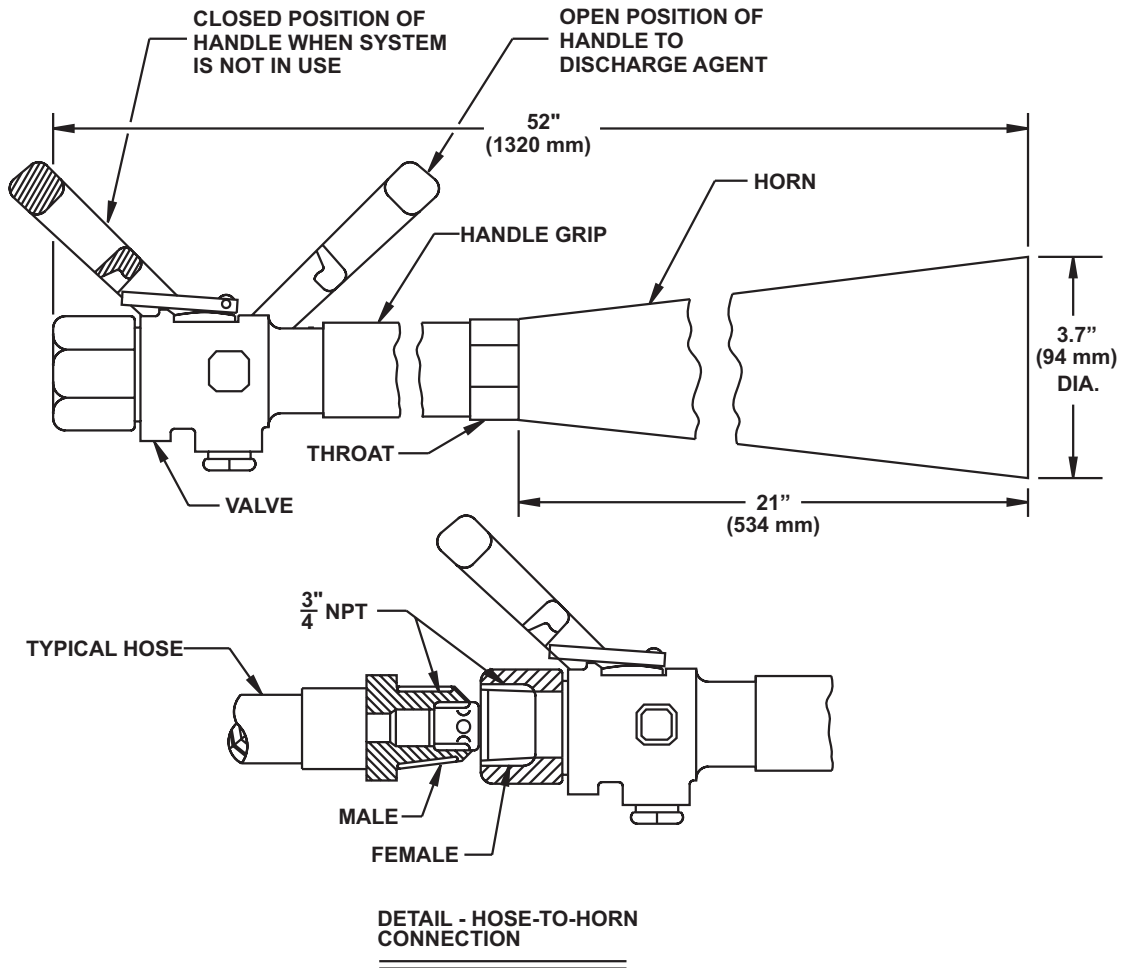 CLOSED POSITION OF
HANDLE WHEN SYSTEM
IS NOT IN USE
OPEN POSITION OF
HANDLE TO
DISCHARGE AGENT
52"
(1320 mm)
HORN
HANDLE GRIP
3.7”
(94 mm)
DIA.
THROAT
VALVE
21”
(534 mm)
3"
4 NPT
TYPICAL HOSE
MALE
FEMALE
DETAIL - HOSE-TO-HORN
CONNECTION